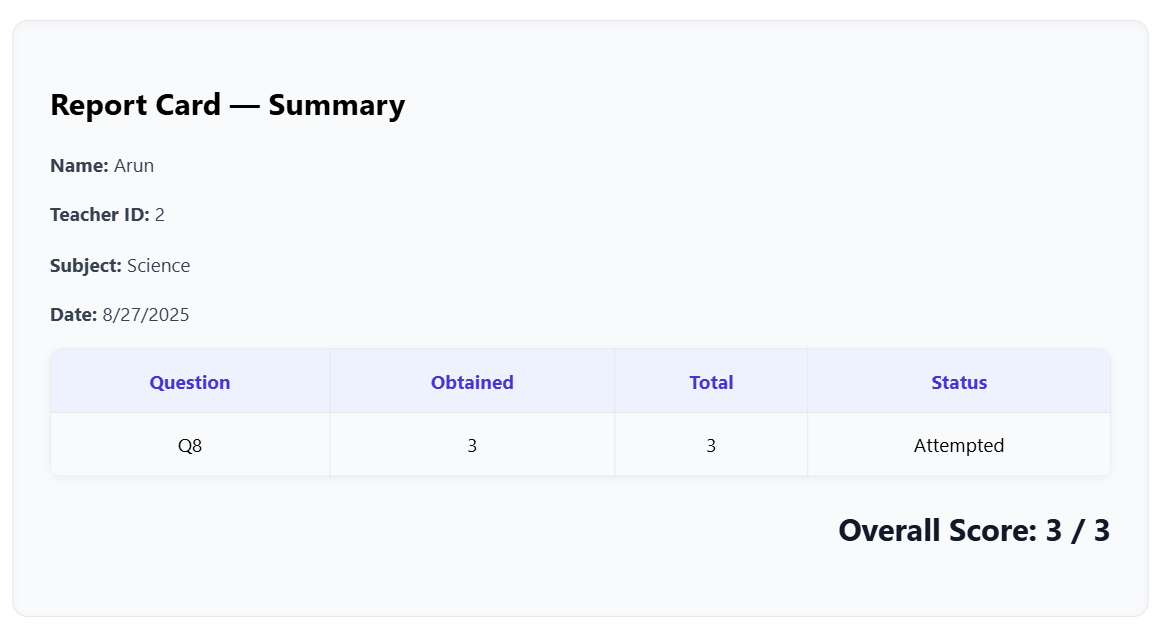 Report Card — Summary
Name: Arun
Teacher ID: 2
Subject: Science
Date: 8/27/2025
Question Obtained Total Status
Q8 3 3 Attempted
Overall Score: 3 / 3